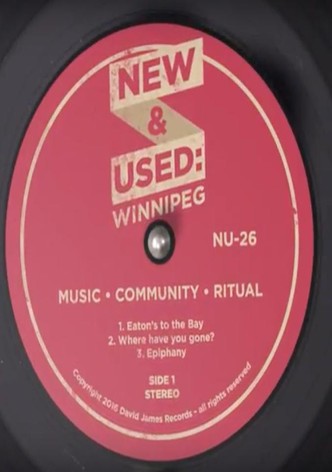 NEW
&
USED:
WINNIPEG
NU-26
MUSIC • COMMUNITY • RITUAL
1. Eaton's to the Bay
2. Where have you gone?
3. Epiphany
SIDE 1
STEREO
Copyright 2016 David James Records - all rights reserved